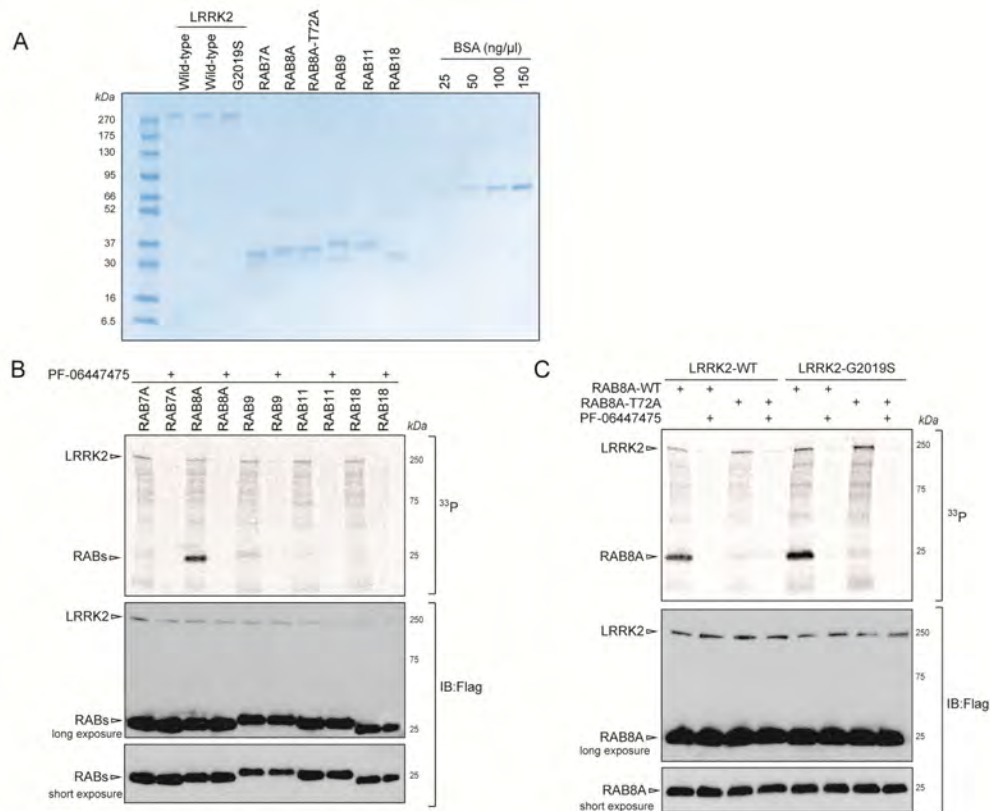 A
LRRK2
Wild-type
Wild-type
G2019S
RAB7A
RAB8A
RAB8A-T72A
RAB9
RAB11
RAB18
BSA (ng/µl)
25
50
100
150
kDa
270
175
130
95
66
52
37
30
16
6.5
B
PF-06447475 + + + + +
RAB7A
RAB7A
RAB8A
RAB8A
RAB9
RAB9
RAB11
RAB11
RAB18
RAB18
kDa
LRRK2
250
75
33P
RABs
25
LRRK2
250
75
IB:Flag
RABs
long exposure
25
RABs
short exposure
25
C
LRRK2-WT LRRK2-G2019S
RAB8A-WT + + + +
RAB8A-T72A + + + +
PF-06447475 + + + +
kDa
LRRK2
250
75
33P
RAB8A
25
LRRK2
250
75
IB:Flag
RAB8A
long exposure
25
RAB8A
short exposure
25